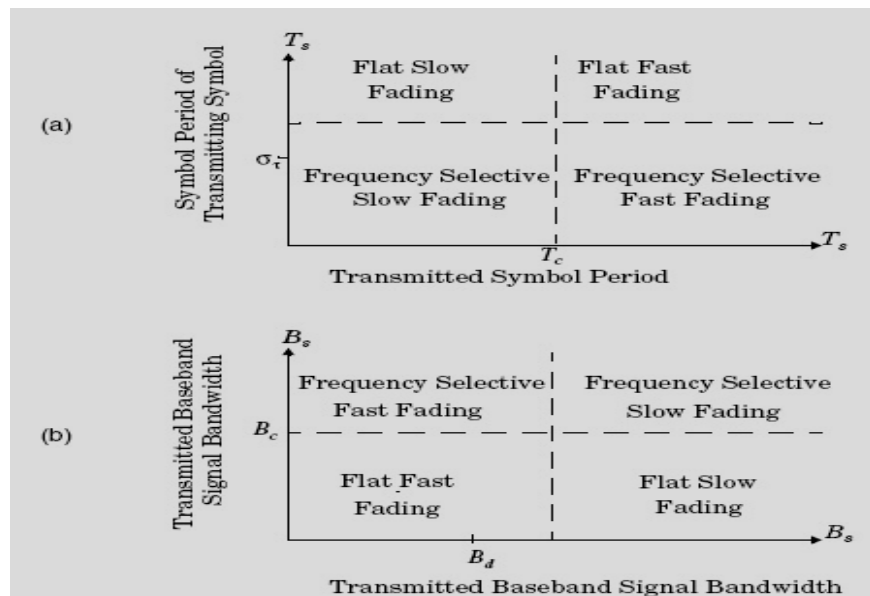 (a)
Symbol Period of
Transmitting Symbol
T_s
Flat Slow
Fading
Flat Fast
Fading
σ_τ
Frequency Selective
Slow Fading
Frequency Selective
Fast Fading
T_s
T_c
Transmitted Symbol Period
(b)
Transmitted Baseband
Signal Bandwidth
B_s
Frequency Selective
Fast Fading
Frequency Selective
Slow Fading
B_c
Flat Fast
Fading
Flat Slow
Fading
B_s
B_d
Transmitted Baseband Signal Bandwidth